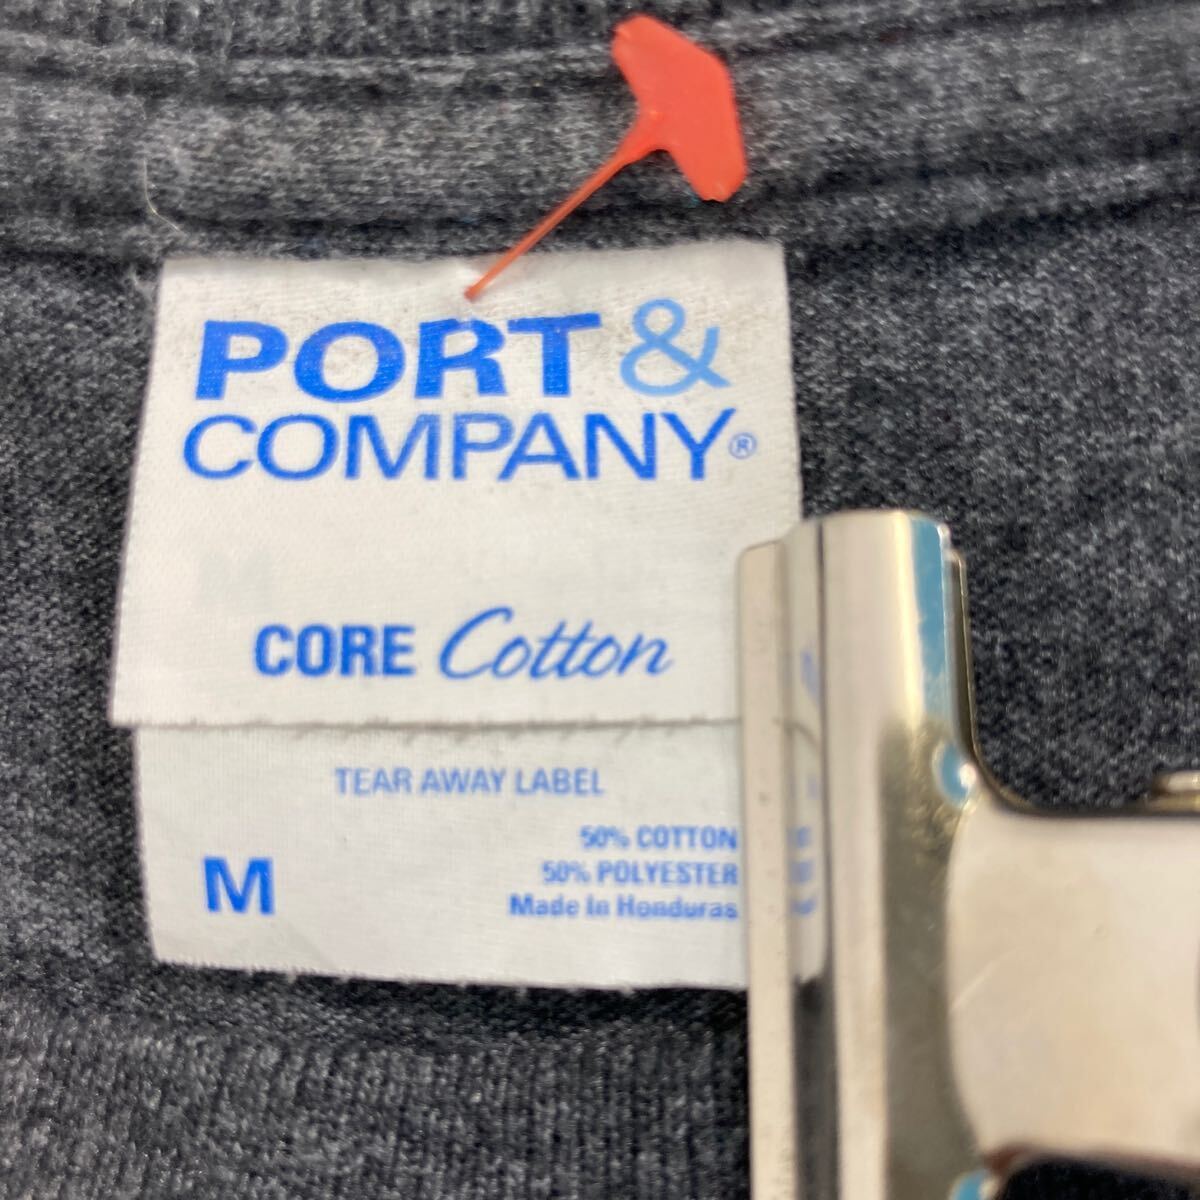 PORT &
COMPANY®
CORE Cotton
TEAR AWAY LABEL
50% COTTON
M
50% POLYESTER
Made In Honduras